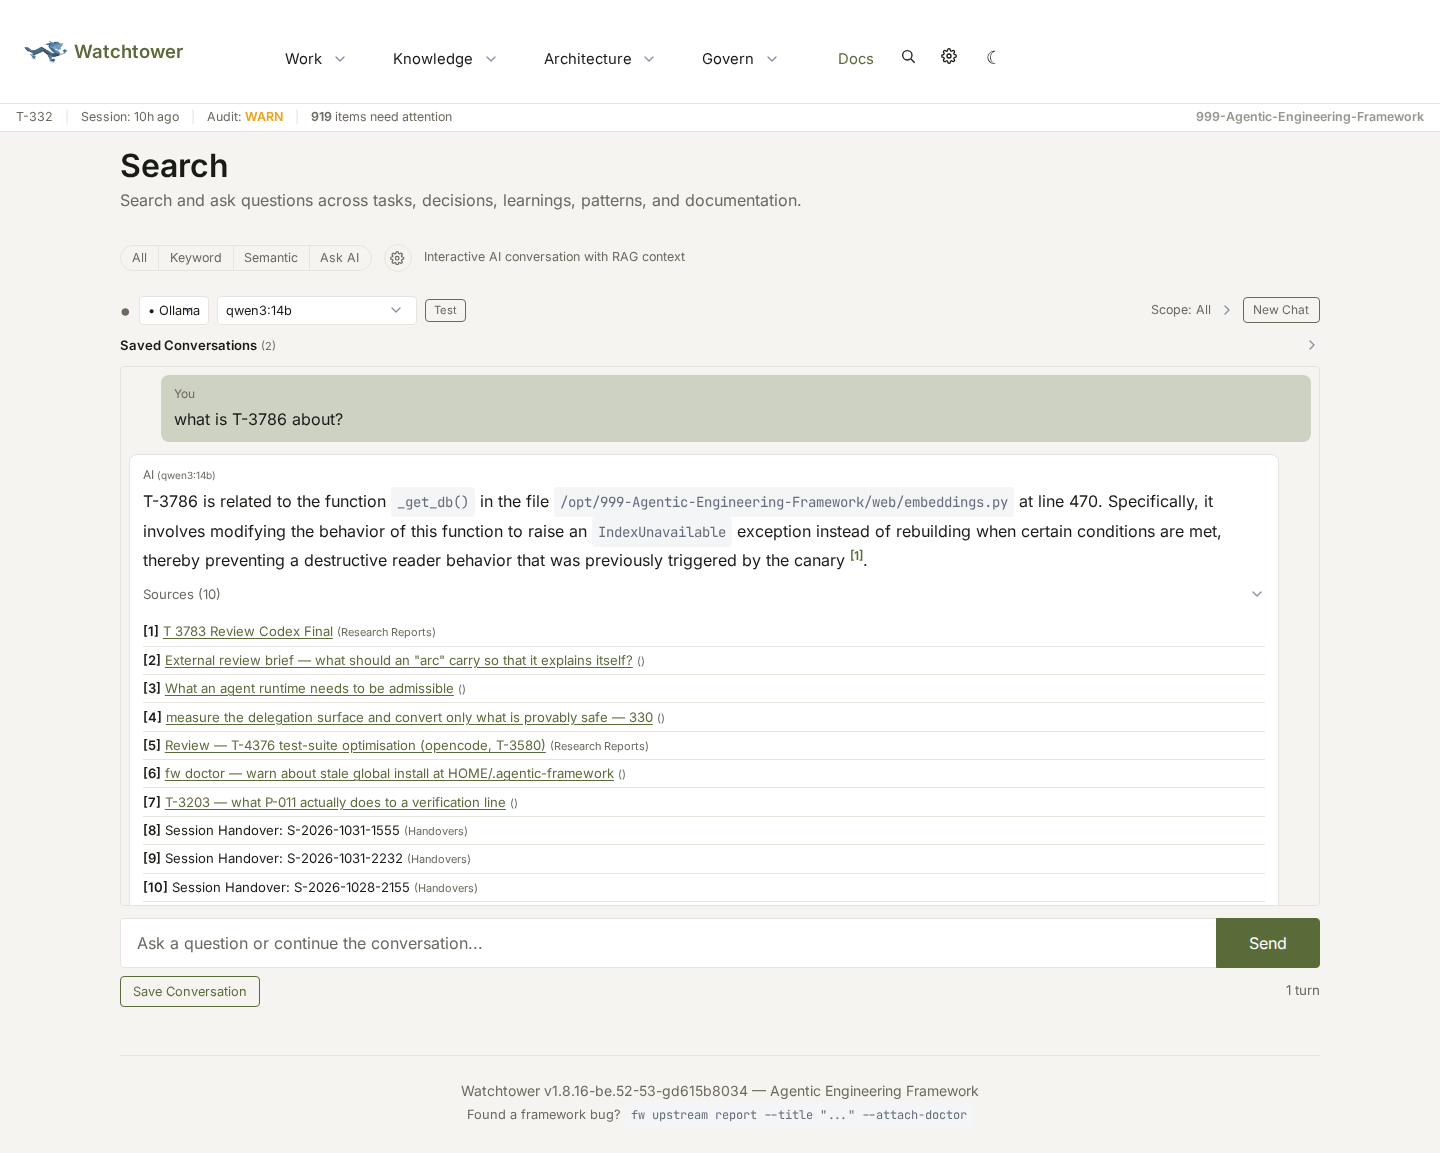 Watchtower
Work
Knowledge
Architecture
Govern
Docs
T-332
Session: 10h ago
Audit: WARN
919 items need attention
999-Agentic-Engineering-Framework
Search
Search and ask questions across tasks, decisions, learnings, patterns, and documentation.
All
Keyword
Semantic
Ask AI
Interactive AI conversation with RAG context
• Ollama
qwen3:14b
Test
Scope: All
New Chat
Saved Conversations (2)
You
what is T-3786 about?
AI (qwen3:14b)
T-3786 is related to the function _get_db() in the file /opt/999-Agentic-Engineering-Framework/web/embeddings.py at line 470. Specifically, it
involves modifying the behavior of this function to raise an IndexUnavailable exception instead of rebuilding when certain conditions are met,
thereby preventing a destructive reader behavior that was previously triggered by the canary [1].
Sources (10)
[1] T 3783 Review Codex Final (Research Reports)
[2] External review brief — what should an "arc" carry so that it explains itself? ()
[3] What an agent runtime needs to be admissible ()
[4] measure the delegation surface and convert only what is provably safe — 330 ()
[5] Review — T-4376 test-suite optimisation (opencode, T-3580) (Research Reports)
[6] fw doctor — warn about stale global install at HOME/.agentic-framework ()
[7] T-3203 — what P-011 actually does to a verification line ()
[8] Session Handover: S-2026-1031-1555 (Handovers)
[9] Session Handover: S-2026-1031-2232 (Handovers)
[10] Session Handover: S-2026-1028-2155 (Handovers)
Ask a question or continue the conversation...
Send
Save Conversation
1 turn
Watchtower v1.8.16-be.52-53-gd615b8034 — Agentic Engineering Framework
Found a framework bug? fw upstream report --title "..." --attach-doctor